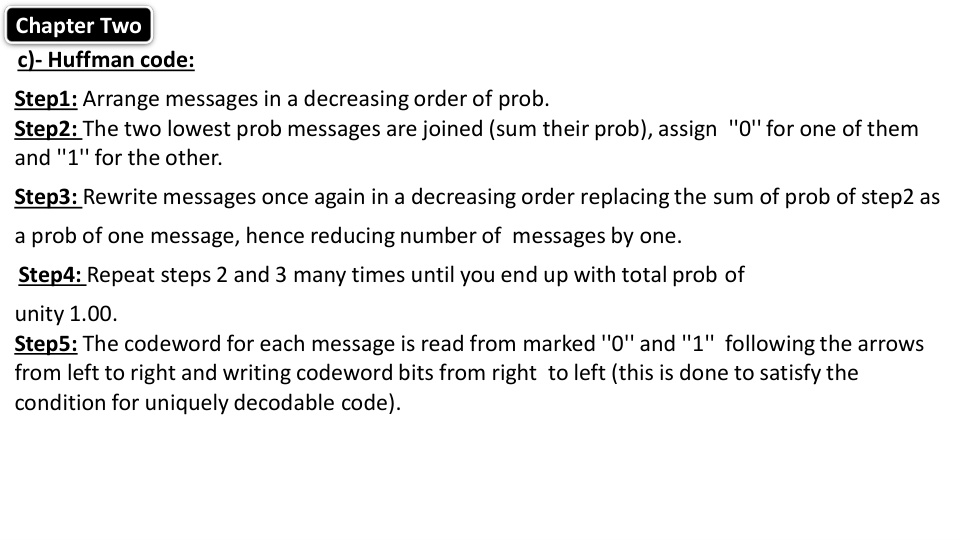 Chapter Two
c)- Huffman code:
Step1: Arrange messages in a decreasing order of prob.
Step2: The two lowest prob messages are joined (sum their prob), assign ''0'' for one of them
and ''1'' for the other.
Step3: Rewrite messages once again in a decreasing order replacing the sum of prob of step2 as
a prob of one message, hence reducing number of messages by one.
Step4: Repeat steps 2 and 3 many times until you end up with total prob of
unity 1.00.
Step5: The codeword for each message is read from marked ''0'' and ''1'' following the arrows
from left to right and writing codeword bits from right to left (this is done to satisfy the
condition for uniquely decodable code).